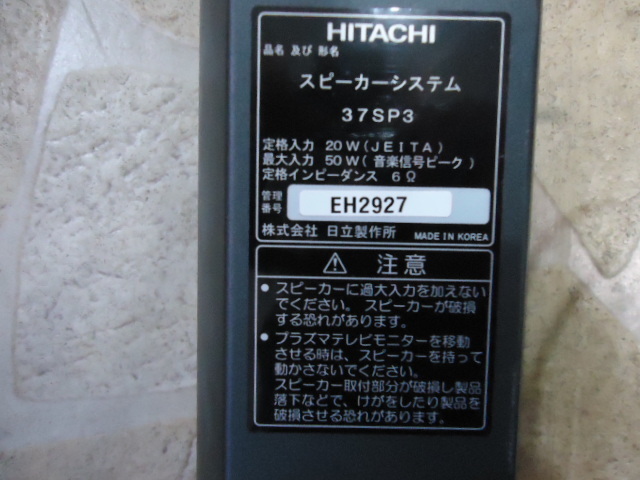 HITACHI
品名 及び 形名
スピーカーシステム
37SP3
定格入力 20W(JEITA)
最大入力 50W(音楽信号ピーク)
定格インピーダンス 6Ω
管理
番号 EH2927
株式会社 日立製作所 MADE IN KOREA
⚠ 注意
● スピーカーに過大入力を加えない
でください。スピーカーが破損
する恐れがあります。
● プラズマテレビモニターを移動
させる時は、スピーカーを持って
動かさないでください。
スピーカー取付部分が破損し製品
落下などで、けがをしたり製品を
破損させる恐れがあります。